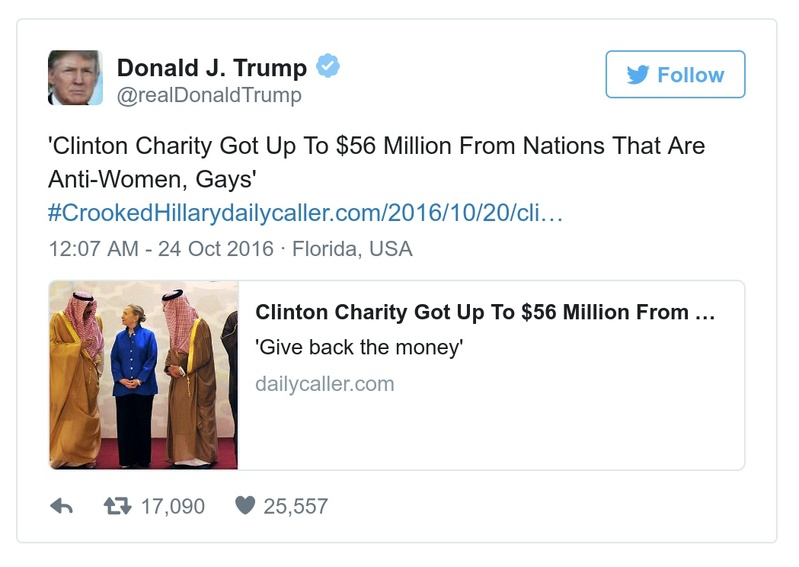 Donald J. Trump
@realDonaldTrump
Follow
'Clinton Charity Got Up To $56 Million From Nations That Are
Anti-Women, Gays'
#CrookedHillarydailycaller.com/2016/10/20/cli…
12:07 AM - 24 Oct 2016 · Florida, USA
Clinton Charity Got Up To $56 Million From …
'Give back the money'
dailycaller.com
17,090
25,557